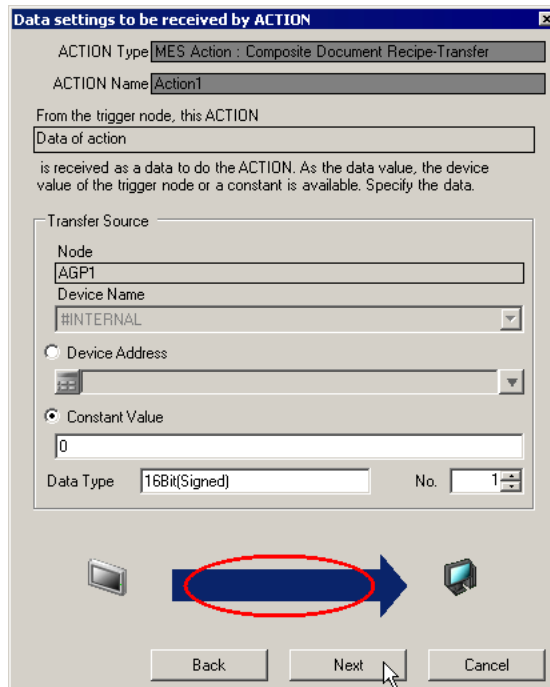 Data settings to be received by ACTION
ACTION Type MES Action : Composite Document Recipe-Transfer
ACTION Name Action1
From the trigger node, this ACTION
Data of action
is received as a data to do the ACTION. As the data value, the device
value of the trigger node or a constant is available. Specify the data.
Transfer Source
Node
AGP1
Device Name
#INTERNAL
Device Address
Constant Value
0
Data Type 16Bit(Signed) No. 1
Back Next Cancel